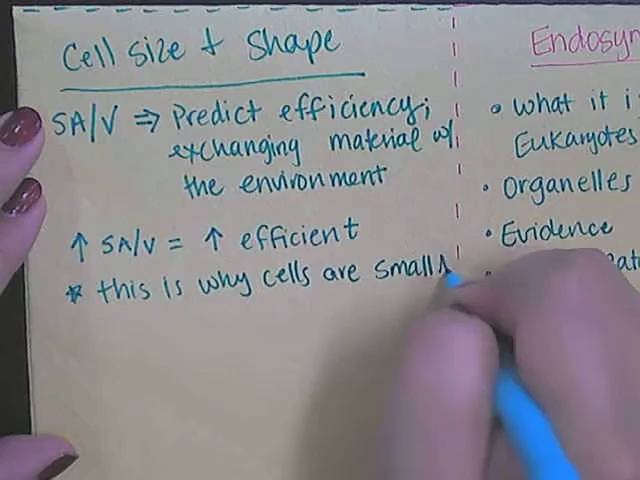 Cell size + shape
SA/V ⇒ Predict efficiency;
exchanging material w/
the environment
↑ SA/V = ↑ efficient
* this is why cells are small
Endosym
• What it i
Eukaryotes
• Organelles
• Evidence